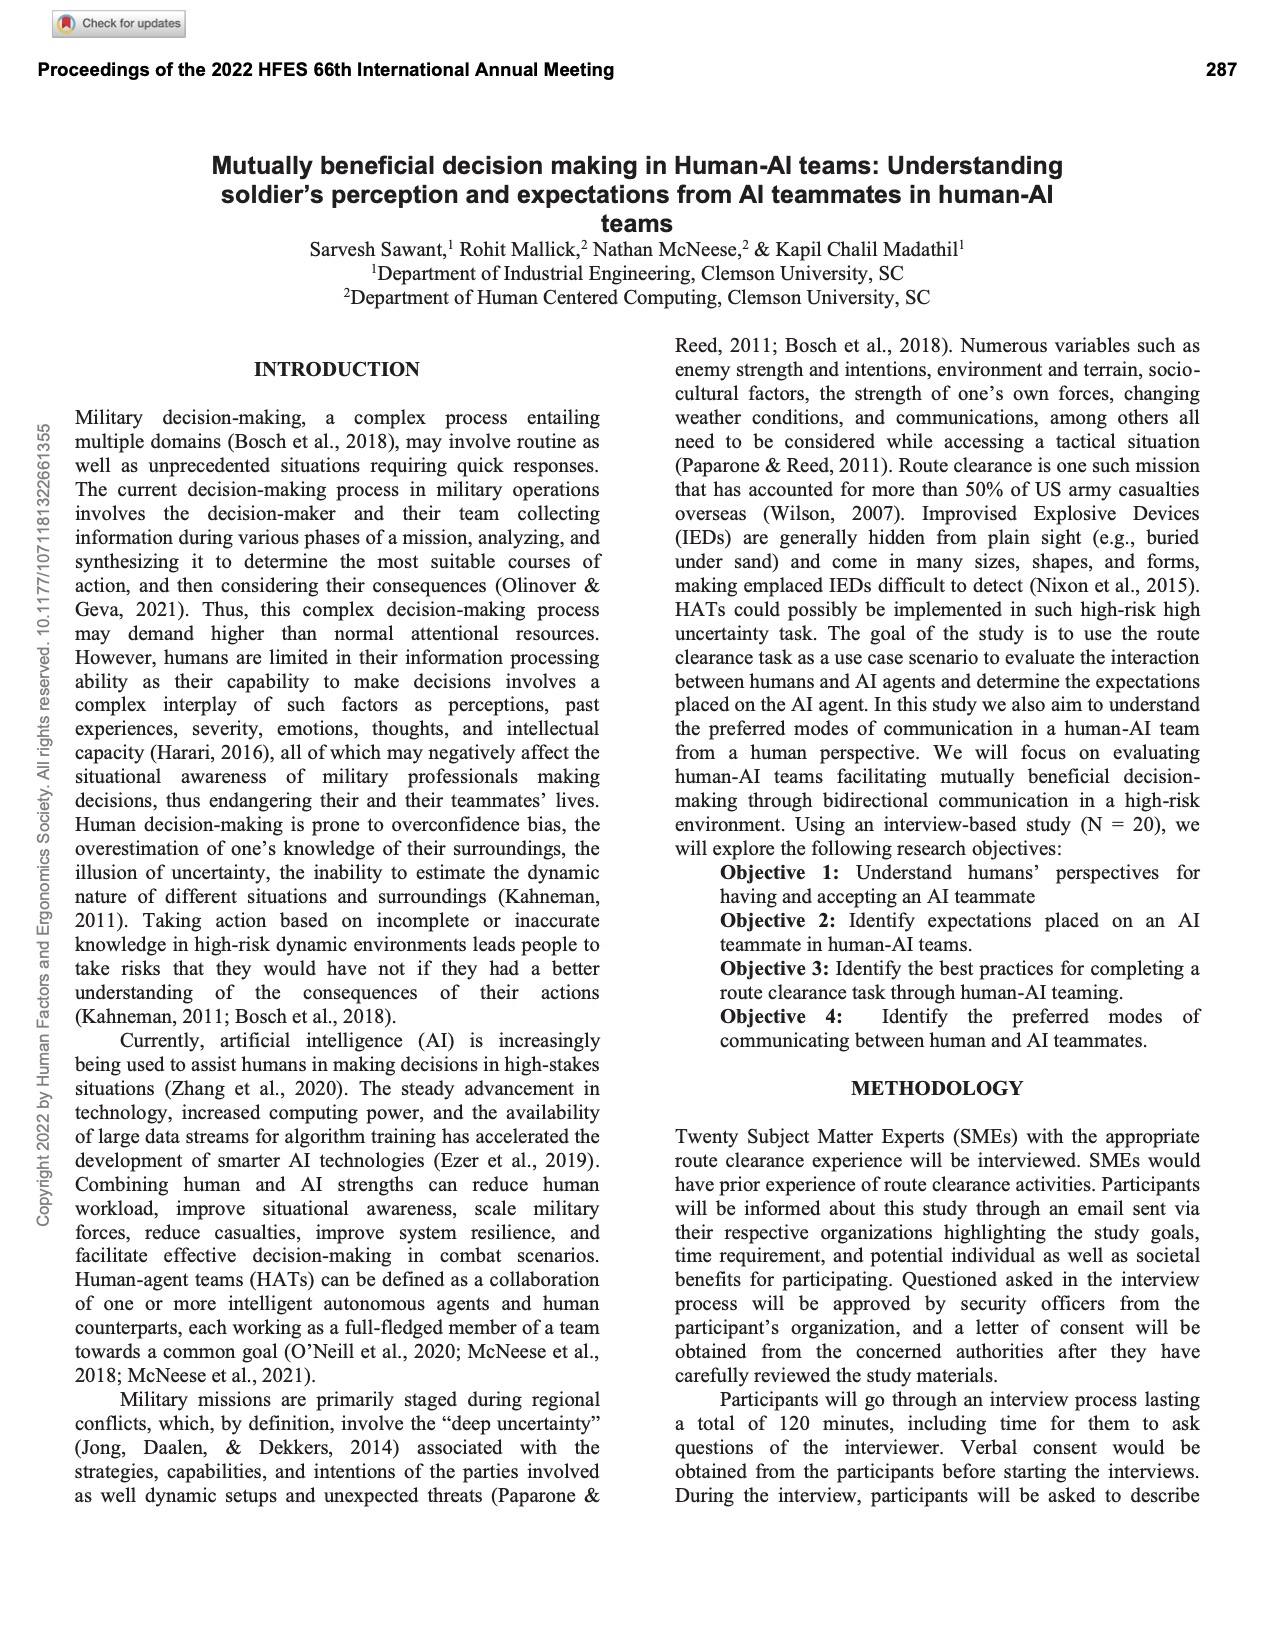 Check for updates
Proceedings of the 2022 HFES 66th International Annual Meeting
287
Mutually beneficial decision making in Human-AI teams: Understanding
soldier’s perception and expectations from AI teammates in human-AI
teams
Sarvesh Sawant,1 Rohit Mallick,2 Nathan McNeese,2 & Kapil Chalil Madathil1
1Department of Industrial Engineering, Clemson University, SC
2Department of Human Centered Computing, Clemson University, SC
INTRODUCTION
Military decision-making, a complex process entailing
multiple domains (Bosch et al., 2018), may involve routine as
well as unprecedented situations requiring quick responses.
The current decision-making process in military operations
involves the decision-maker and their team collecting
information during various phases of a mission, analyzing, and
synthesizing it to determine the most suitable courses of
action, and then considering their consequences (Olinover &
Geva, 2021). Thus, this complex decision-making process
may demand higher than normal attentional resources.
However, humans are limited in their information processing
ability as their capability to make decisions involves a
complex interplay of such factors as perceptions, past
experiences, severity, emotions, thoughts, and intellectual
capacity (Harari, 2016), all of which may negatively affect the
situational awareness of military professionals making
decisions, thus endangering their and their teammates’ lives.
Human decision-making is prone to overconfidence bias, the
overestimation of one’s knowledge of their surroundings, the
illusion of uncertainty, the inability to estimate the dynamic
nature of different situations and surroundings (Kahneman,
2011). Taking action based on incomplete or inaccurate
knowledge in high-risk dynamic environments leads people to
take risks that they would have not if they had a better
understanding of the consequences of their actions
(Kahneman, 2011; Bosch et al., 2018).
Currently, artificial intelligence (AI) is increasingly
being used to assist humans in making decisions in high-stakes
situations (Zhang et al., 2020). The steady advancement in
technology, increased computing power, and the availability
of large data streams for algorithm training has accelerated the
development of smarter AI technologies (Ezer et al., 2019).
Combining human and AI strengths can reduce human
workload, improve situational awareness, scale military
forces, reduce casualties, improve system resilience, and
facilitate effective decision-making in combat scenarios.
Human-agent teams (HATs) can be defined as a collaboration
of one or more intelligent autonomous agents and human
counterparts, each working as a full-fledged member of a team
towards a common goal (O’Neill et al., 2020; McNeese et al.,
2018; McNeese et al., 2021).
Military missions are primarily staged during regional
conflicts, which, by definition, involve the “deep uncertainty”
(Jong, Daalen, & Dekkers, 2014) associated with the
strategies, capabilities, and intentions of the parties involved
as well dynamic setups and unexpected threats (Paparone &
Reed, 2011; Bosch et al., 2018). Numerous variables such as
enemy strength and intentions, environment and terrain, socio-
cultural factors, the strength of one’s own forces, changing
weather conditions, and communications, among others all
need to be considered while accessing a tactical situation
(Paparone & Reed, 2011). Route clearance is one such mission
that has accounted for more than 50% of US army casualties
overseas (Wilson, 2007). Improvised Explosive Devices
(IEDs) are generally hidden from plain sight (e.g., buried
under sand) and come in many sizes, shapes, and forms,
making emplaced IEDs difficult to detect (Nixon et al., 2015).
HATs could possibly be implemented in such high-risk high
uncertainty task. The goal of the study is to use the route
clearance task as a use case scenario to evaluate the interaction
between humans and AI agents and determine the expectations
placed on the AI agent. In this study we also aim to understand
the preferred modes of communication in a human-AI team
from a human perspective. We will focus on evaluating
human-AI teams facilitating mutually beneficial decision-
making through bidirectional communication in a high-risk
environment. Using an interview-based study (N = 20), we
will explore the following research objectives:
Objective 1: Understand humans’ perspectives for
having and accepting an AI teammate
Objective 2: Identify expectations placed on an AI
teammate in human-AI teams.
Objective 3: Identify the best practices for completing a
route clearance task through human-AI teaming.
Objective 4: Identify the preferred modes of
communicating between human and AI teammates.
METHODOLOGY
Twenty Subject Matter Experts (SMEs) with the appropriate
route clearance experience will be interviewed. SMEs would
have prior experience of route clearance activities. Participants
will be informed about this study through an email sent via
their respective organizations highlighting the study goals,
time requirement, and potential individual as well as societal
benefits for participating. Questioned asked in the interview
process will be approved by security officers from the
participant’s organization, and a letter of consent will be
obtained from the concerned authorities after they have
carefully reviewed the study materials.
Participants will go through an interview process lasting
a total of 120 minutes, including time for them to ask
questions of the interviewer. Verbal consent would be
obtained from the participants before starting the interviews.
During the interview, participants will be asked to describe
Copyright 2022 by Human Factors and Ergonomics Society. All rights reserved. 10.1177/1071181322661355